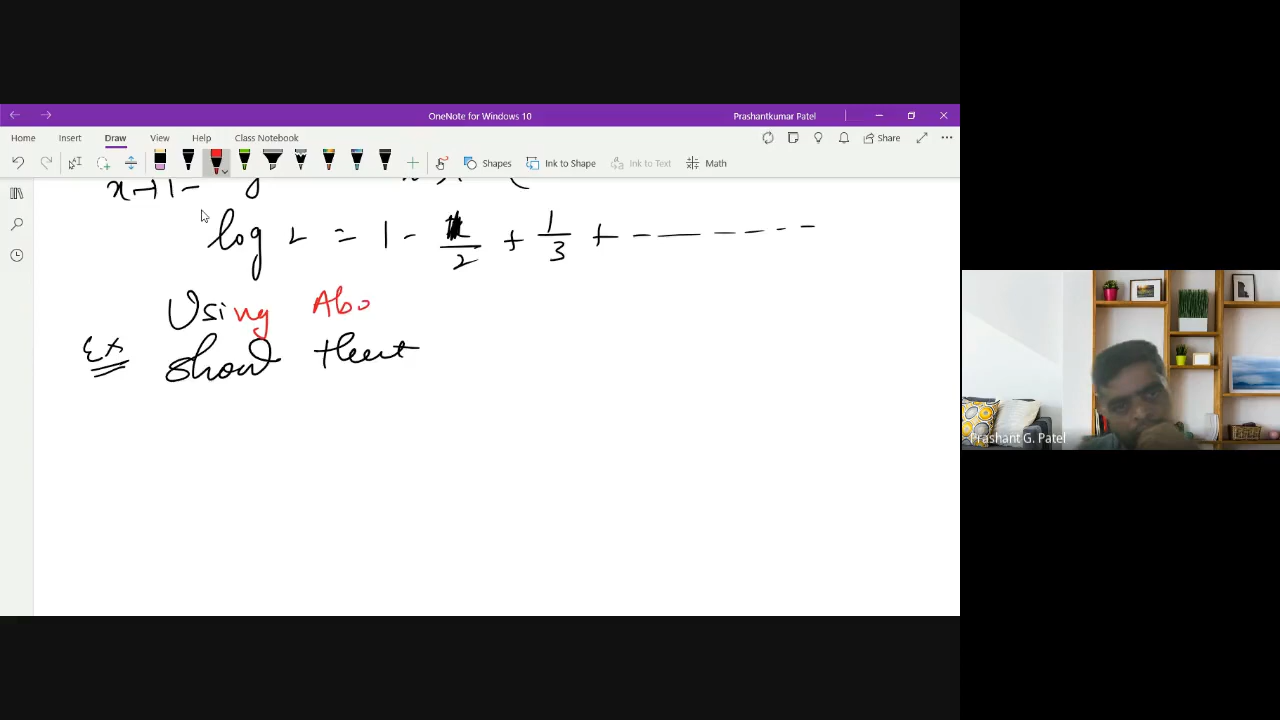 OneNote for Windows 10
Prashantkumar Patel
Home Insert Draw View Help Class Notebook
Share
Shapes Ink to Shape Ink to Text Math
x→1-
log 2 = 1 - 1/2 + 1/3 + - — - - - -
Using Abo
Ex show that
Prashant G. Patel